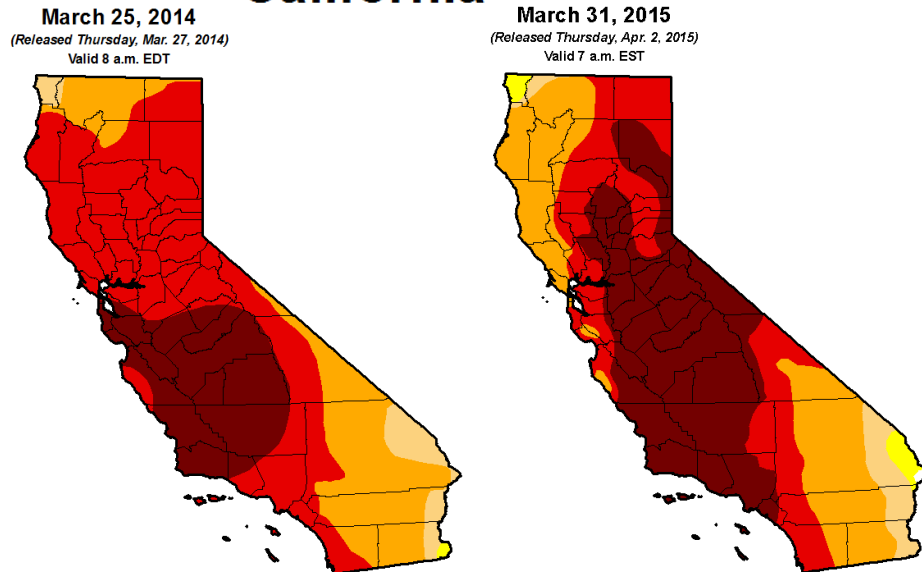 California
March 25, 2014
(Released Thursday, Mar. 27, 2014)
Valid 8 a.m. EDT
March 31, 2015
(Released Thursday, Apr. 2, 2015)
Valid 7 a.m. EST